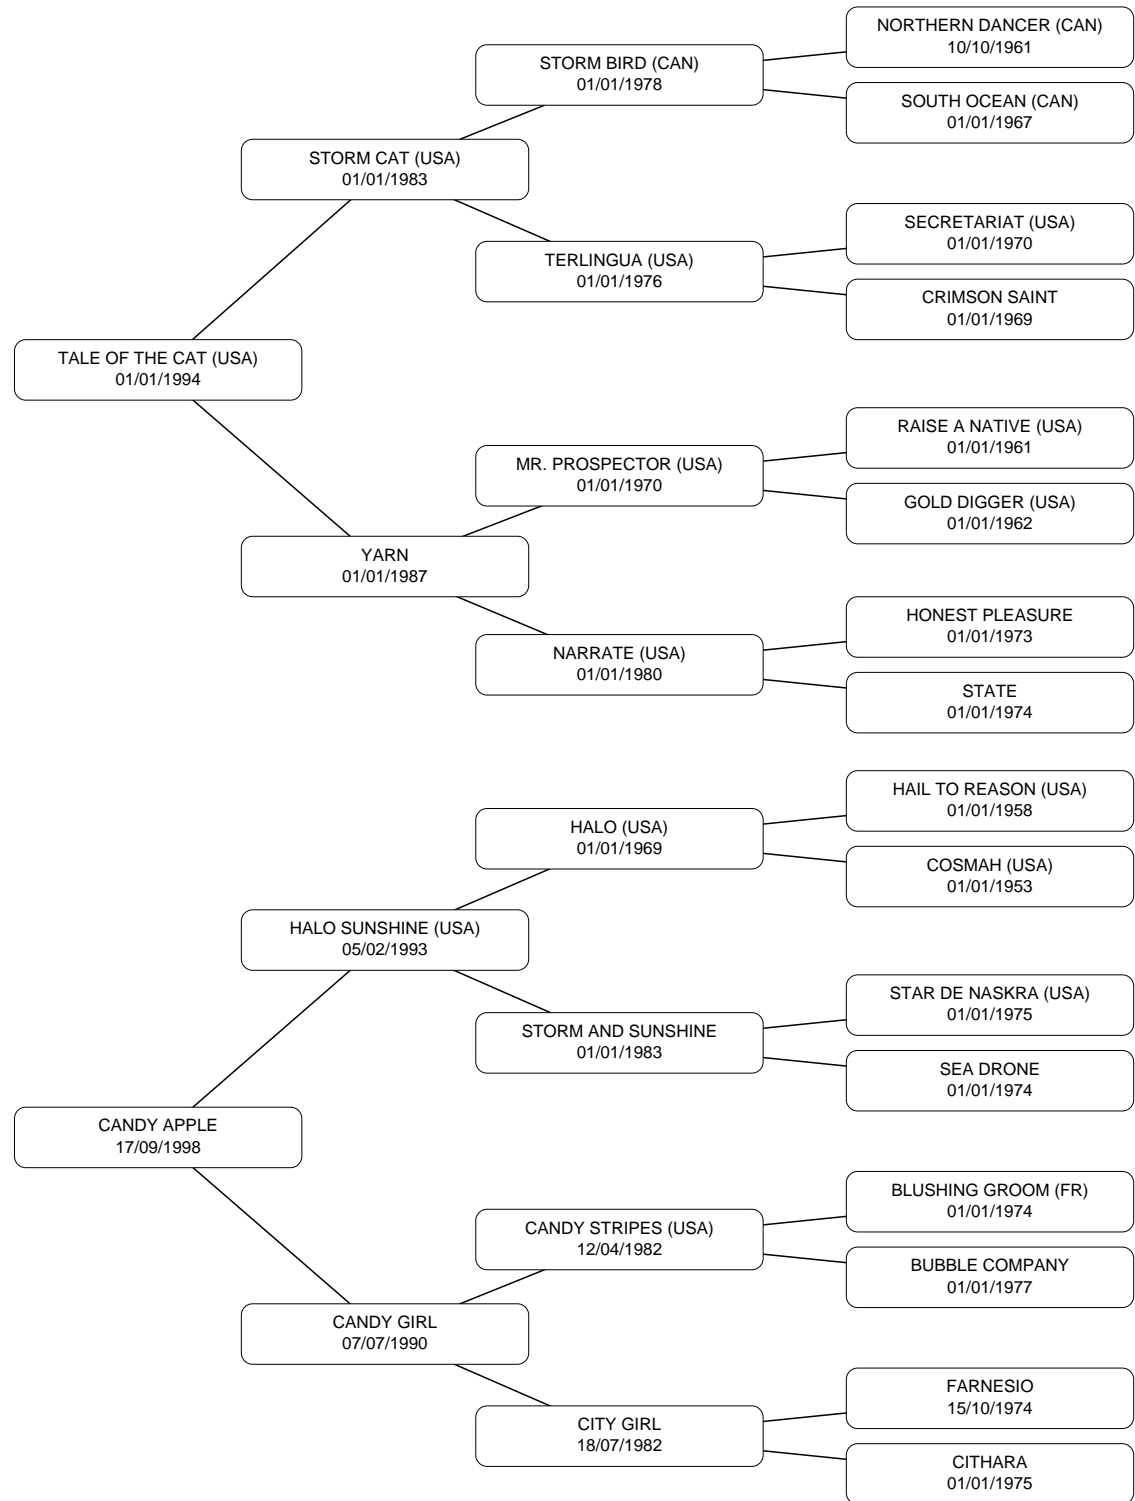 NORTHERN DANCER (CAN)
10/10/1961
STORM BIRD (CAN)
01/01/1978
SOUTH OCEAN (CAN)
01/01/1967
STORM CAT (USA)
01/01/1983
SECRETARIAT (USA)
01/01/1970
TERLINGUA (USA)
01/01/1976
CRIMSON SAINT
01/01/1969
TALE OF THE CAT (USA)
01/01/1994
RAISE A NATIVE (USA)
01/01/1961
MR. PROSPECTOR (USA)
01/01/1970
GOLD DIGGER (USA)
01/01/1962
YARN
01/01/1987
HONEST PLEASURE
01/01/1973
NARRATE (USA)
01/01/1980
STATE
01/01/1974
HAIL TO REASON (USA)
01/01/1958
HALO (USA)
01/01/1969
COSMAH (USA)
01/01/1953
HALO SUNSHINE (USA)
05/02/1993
STAR DE NASKRA (USA)
01/01/1975
STORM AND SUNSHINE
01/01/1983
SEA DRONE
01/01/1974
CANDY APPLE
17/09/1998
BLUSHING GROOM (FR)
01/01/1974
CANDY STRIPES (USA)
12/04/1982
BUBBLE COMPANY
01/01/1977
CANDY GIRL
07/07/1990
FARNESIO
15/10/1974
CITY GIRL
18/07/1982
CITHARA
01/01/1975